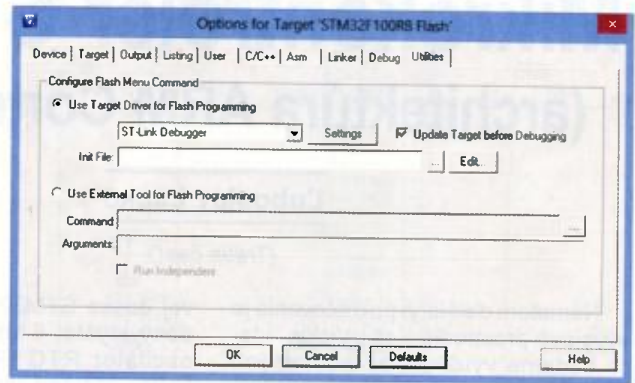 Options for Target 'STM32F100RB Flash'
Device | Target | Output | Listing | User | C/C++ | Asm | Linker | Debug | Utilities
Configure Flash Menu Command
Use Target Driver for Flash Programming
ST-Link Debugger Settings Update Target before Debugging
Init File: ... Edit...
Use External Tool for Flash Programming
Command: ...
Arguments:
Run Independent
OK Cancel Defaults Help